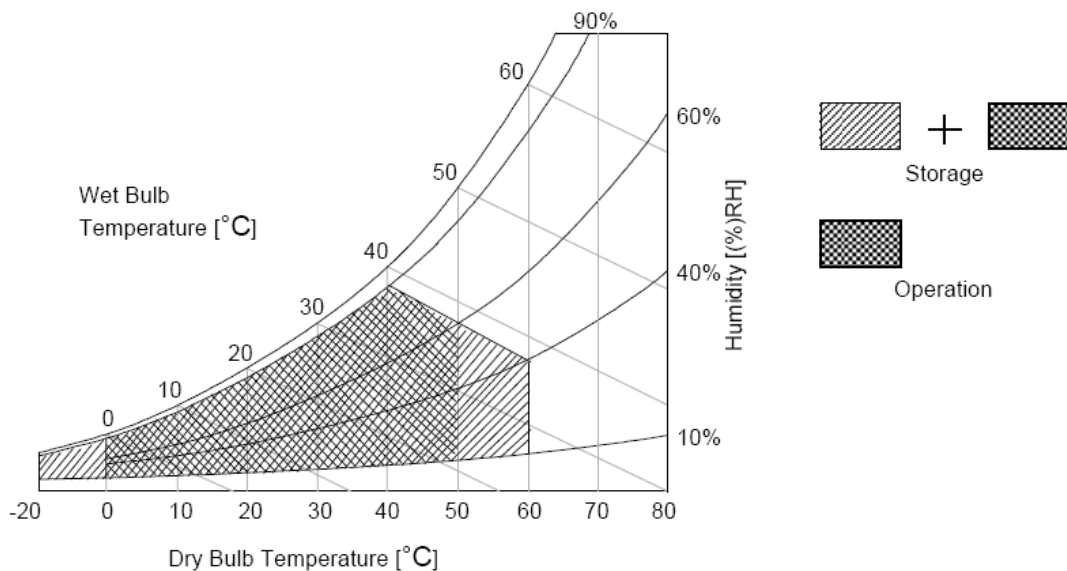 90%
60
60%
50
Storage
Wet Bulb
Temperature [°C]
40
40%
Humidity [(%)RH]
Operation
30
20
10
0
10%
-20 0 10 20 30 40 50 60 70 80
Dry Bulb Temperature [°C]